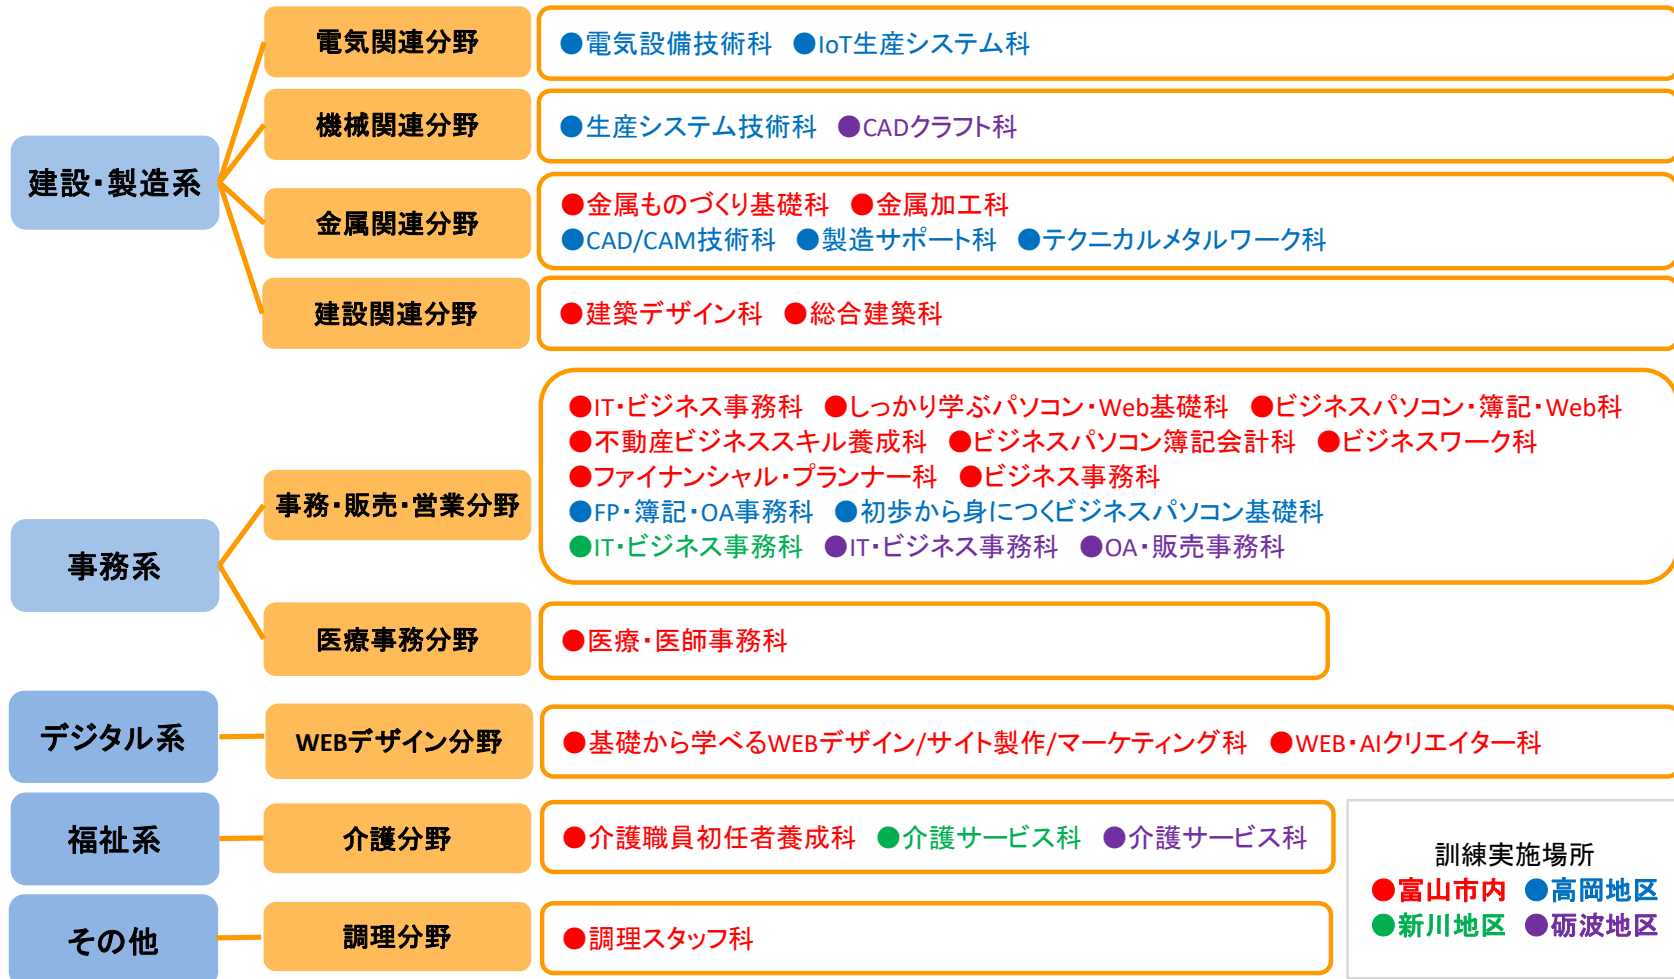 建設・製造系
電気関連分野
●電気設備技術科 ●IoT生産システム科
機械関連分野
●生産システム技術科 ●CADクラフト科
金属関連分野
●金属ものづくり基礎科 ●金属加工科
●CAD/CAM技術科 ●製造サポート科 ●テクニカルメタルワーク科
建設関連分野
●建築デザイン科 ●総合建築科
事務系
事務・販売・営業分野
●IT・ビジネス事務科 ●しっかり学ぶパソコン・Web基礎科 ●ビジネスパソコン・簿記・Web科
●不動産ビジネススキル養成科 ●ビジネスパソコン簿記会計科 ●ビジネスワーク科
●ファイナンシャル・プランナー科 ●ビジネス事務科
●FP・簿記・OA事務科 ●初歩から身につくビジネスパソコン基礎科
●IT・ビジネス事務科 ●IT・ビジネス事務科 ●OA・販売事務科
医療事務分野
●医療・医師事務科
デジタル系
WEBデザイン分野
●基礎から学べるWEBデザイン/サイト製作/マーケティング科 ●WEB・AIクリエイター科
福祉系
介護分野
●介護職員初任者養成科 ●介護サービス科 ●介護サービス科
その他
調理分野
●調理スタッフ科
訓練実施場所
●富山市内 ●高岡地区
●新川地区 ●砺波地区